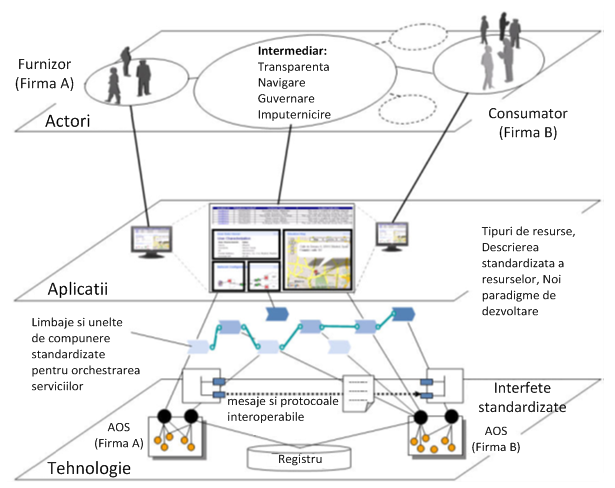 Furnizor
(Firma A)
Intermediar:
Transparenta
Navigare
Guvernare
Imputernicire
Consumator
(Firma B)
Actori
Tipuri de resurse,
Descrierea
standardizata a
resurselor, Noi
paradigme de
dezvoltare
Aplicatii
Limbaje si unelte
de compunere
standardizate
pentru orchestrarea
serviciilor
mesaje si protocoale
interoperabile
Interfete
standardizate
AOS
(Firma A)
AOS
(Firma B)
Registru
Tehnologie